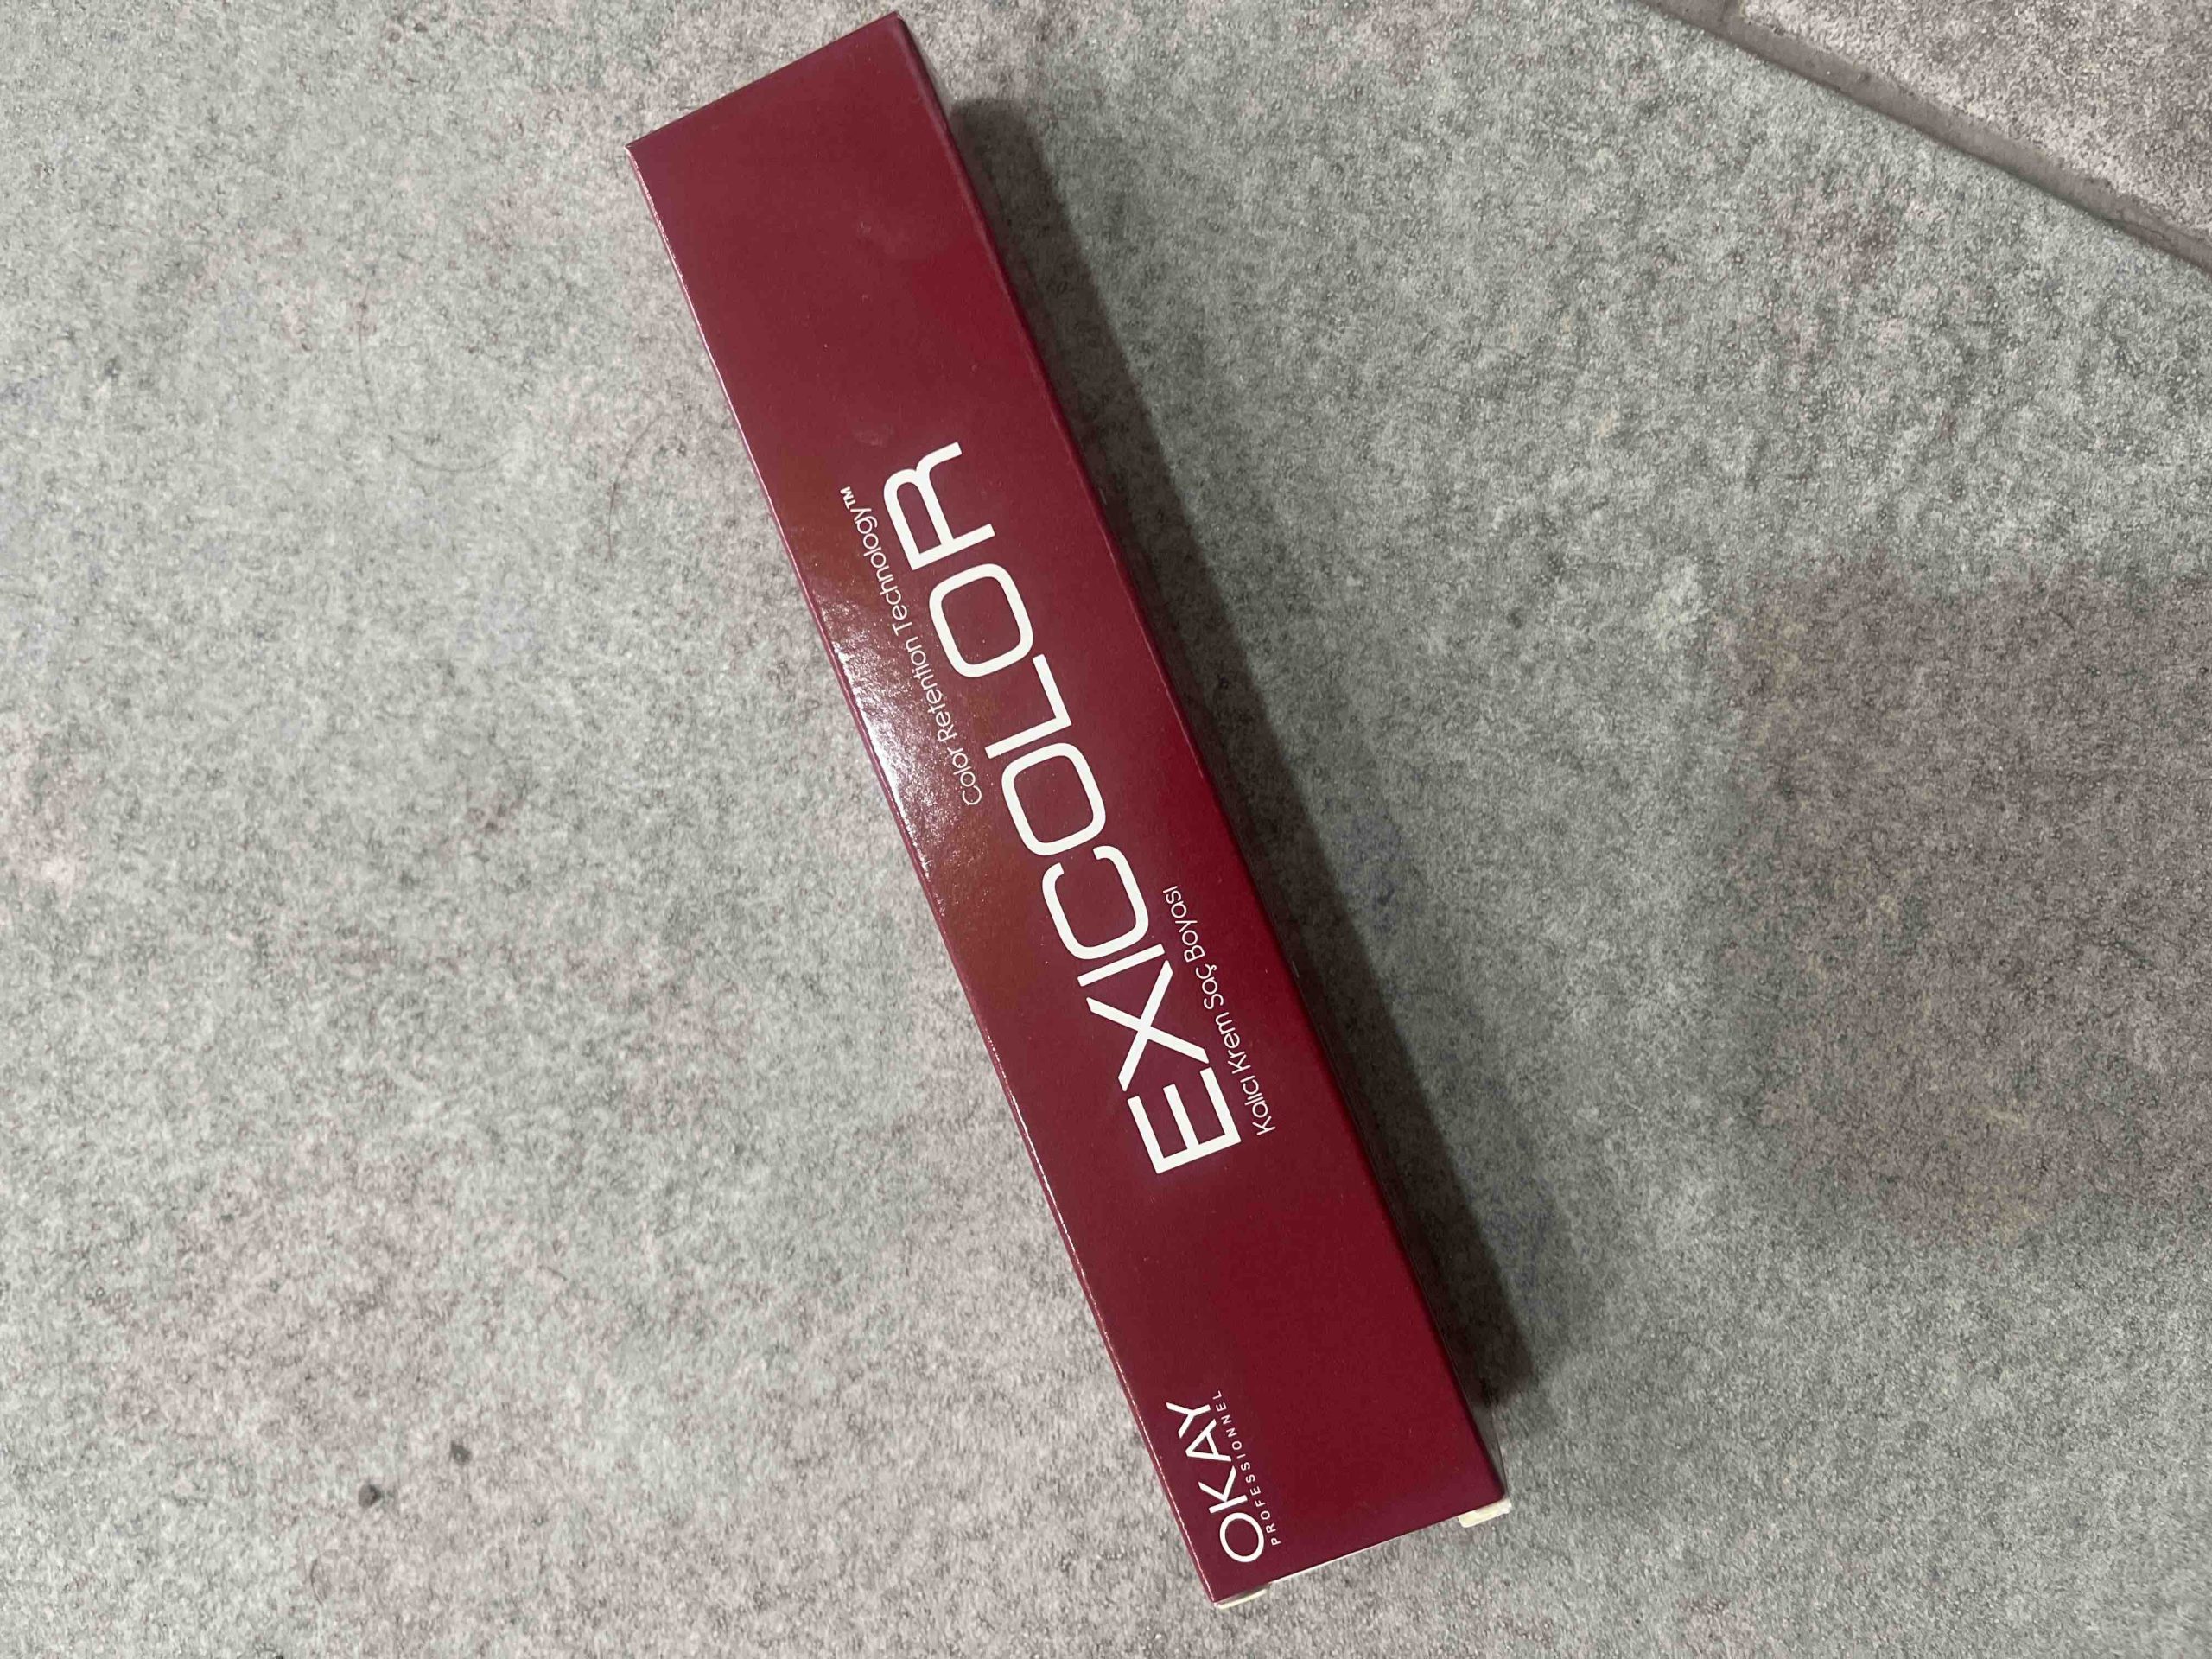 Color Retention Technology™
EXICOLOR
Kalıcı Krem Saç Boyası
OKAY
PROFESSIONNEL